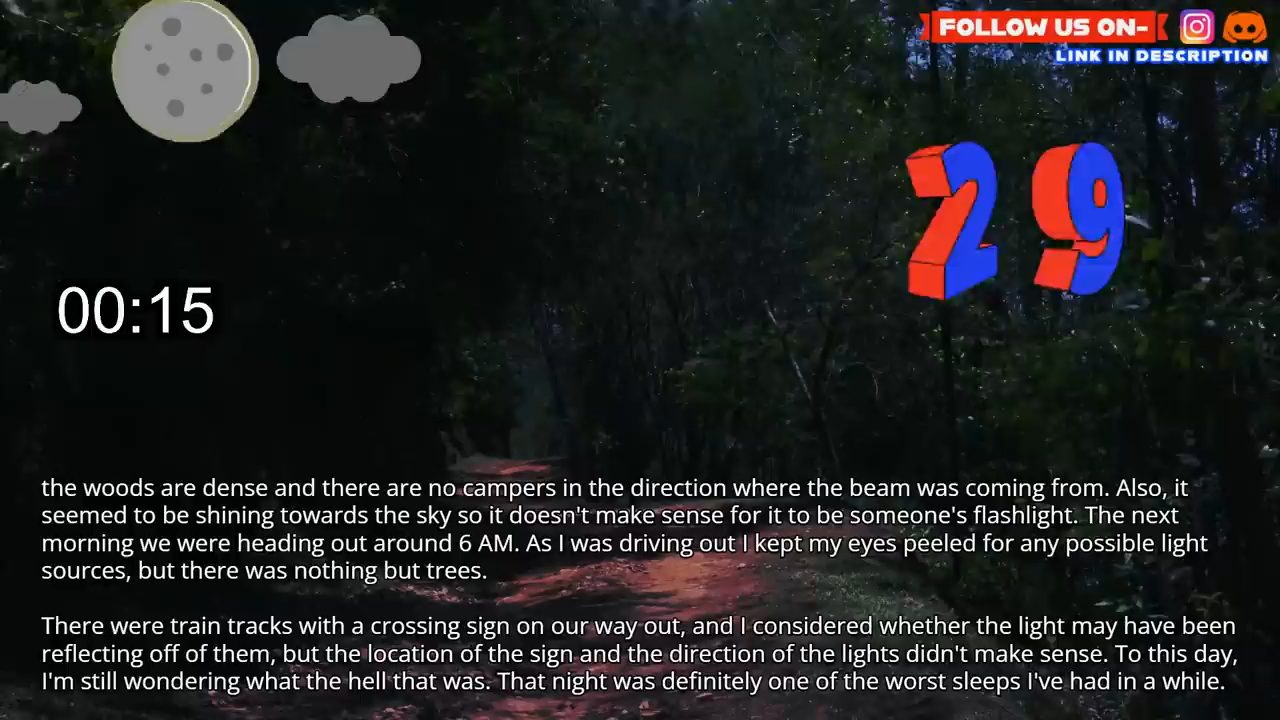 FOLLOW US ON-
LINK IN DESCRIPTION
29
00:15
the woods are dense and there are no campers in the direction where the beam was coming from. Also, it
seemed to be shining towards the sky so it doesn't make sense for it to be someone's flashlight. The next
morning we were heading out around 6 AM. As I was driving out I kept my eyes peeled for any possible light
sources, but there was nothing but trees.
There were train tracks with a crossing sign on our way out, and I considered whether the light may have been
reflecting off of them, but the location of the sign and the direction of the lights didn't make sense. To this day,
I'm still wondering what the hell that was. That night was definitely one of the worst sleeps I've had in a while.